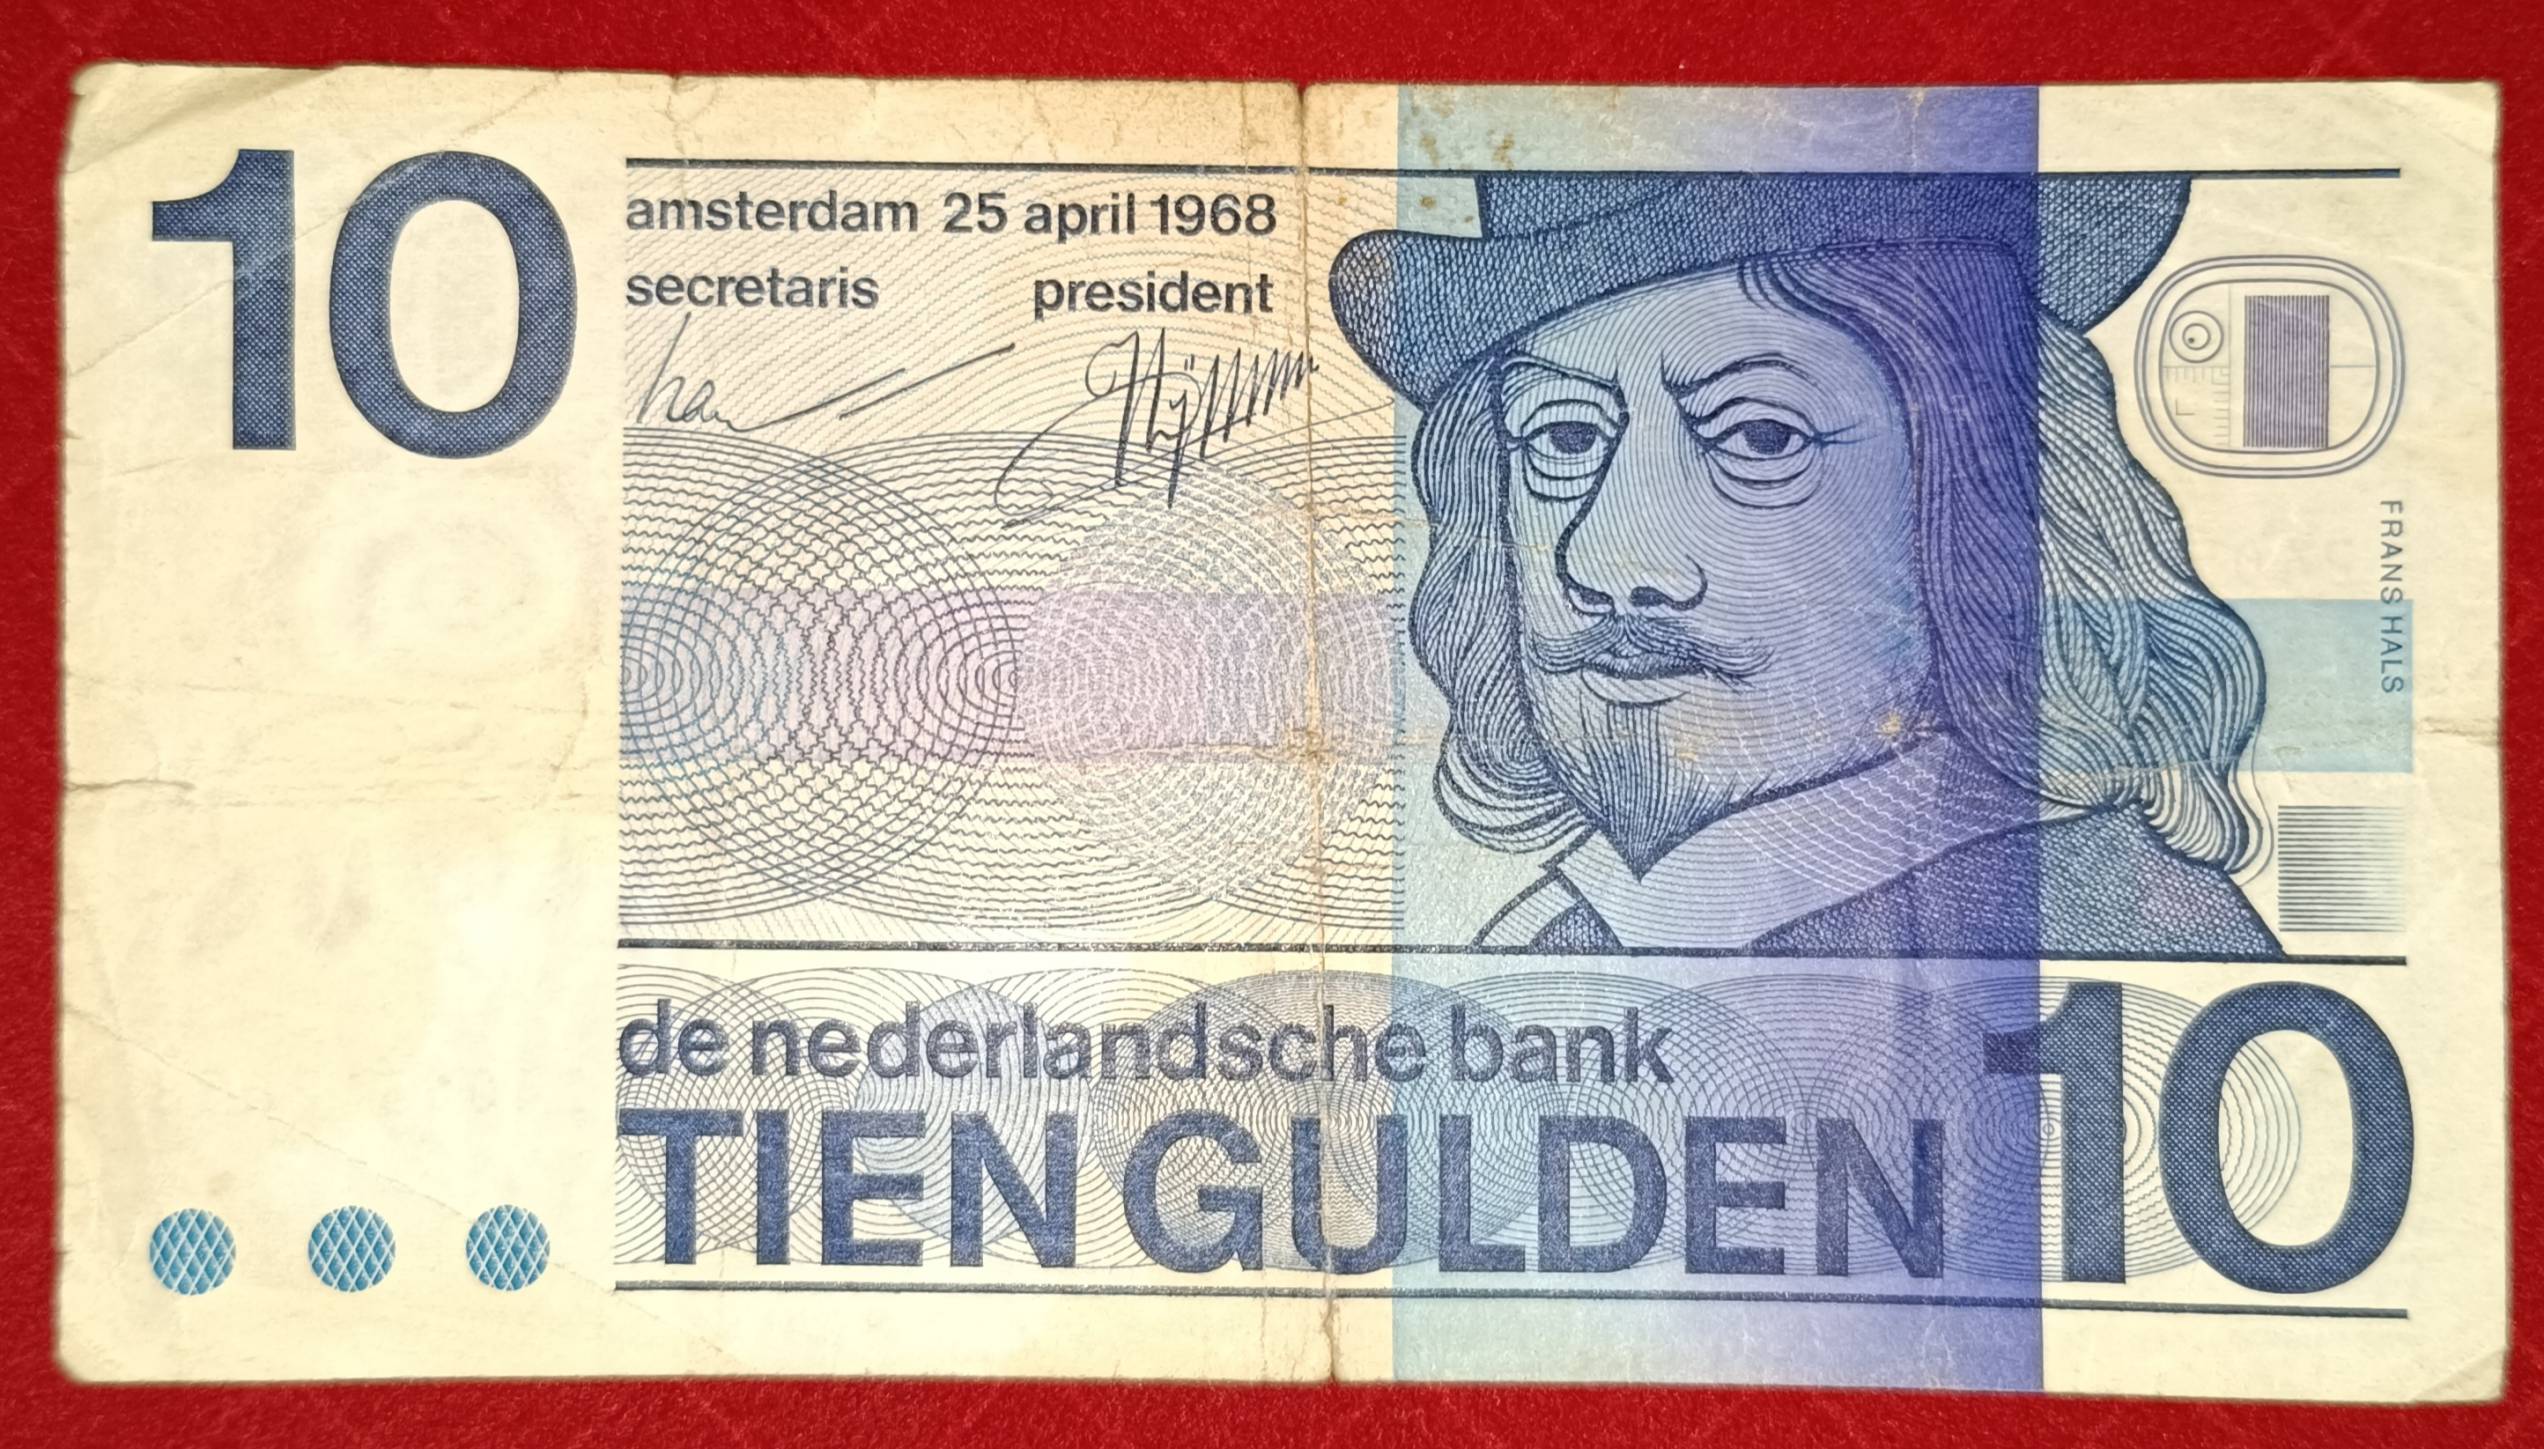 10
amsterdam 25 april 1968
secretaris president
FRANS HALS
de nederlandsche bank
TIEN GULDEN
10